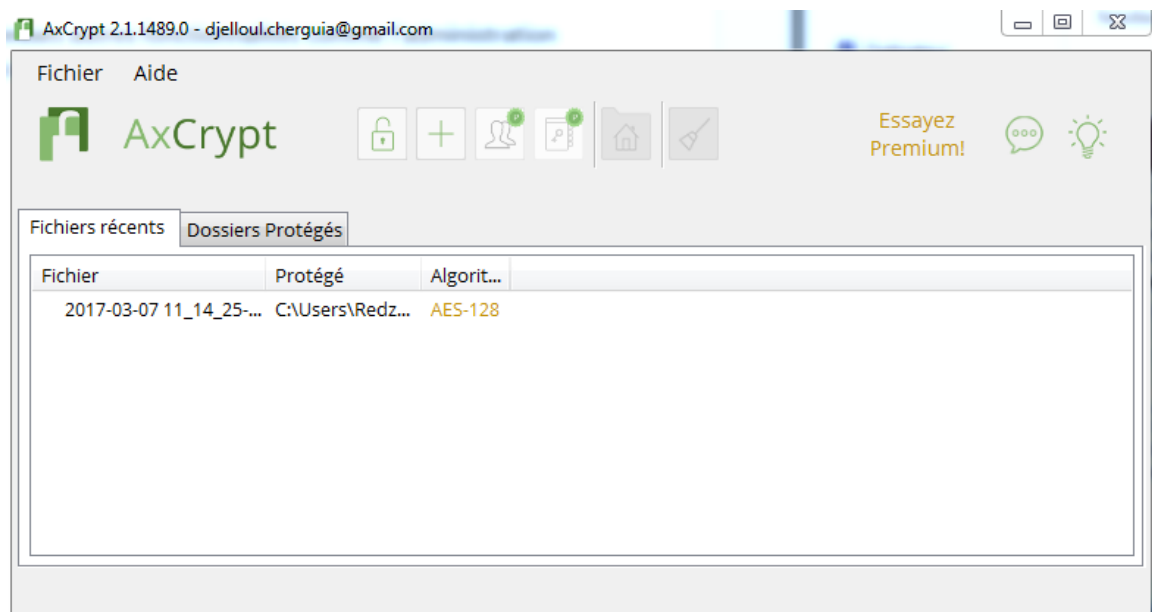 AxCrypt 2.1.1489.0 - djelloul.cherguia@gmail.com
Fichier Aide
AxCrypt
Essayez
Premium!
Fichiers récents Dossiers Protégés
Fichier Protégé Algorit...
2017-03-07 11_14_25-... C:\Users\Redz... AES-128